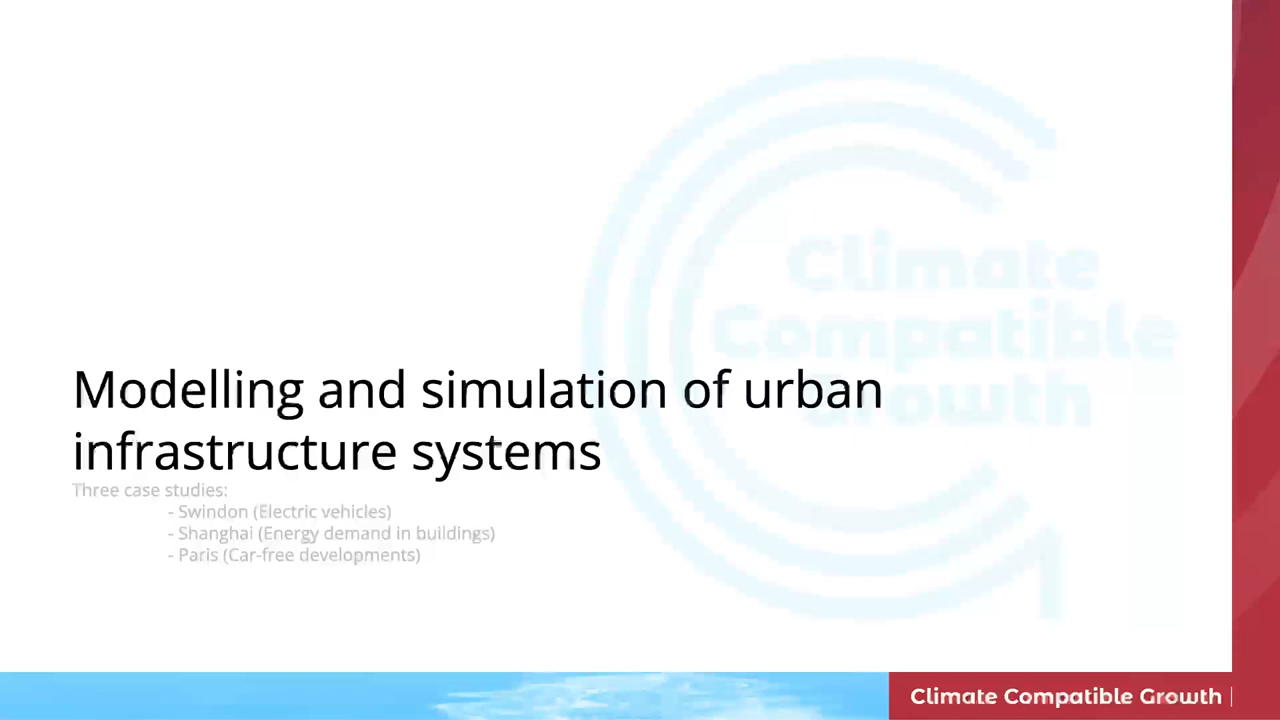 Climate
Compatible
Growth
Modelling and simulation of urban
infrastructure systems
Three case studies:
- Swindon (Electric vehicles)
- Shanghai (Energy demand in buildings)
- Paris (Car-free developments)
Climate Compatible Growth |